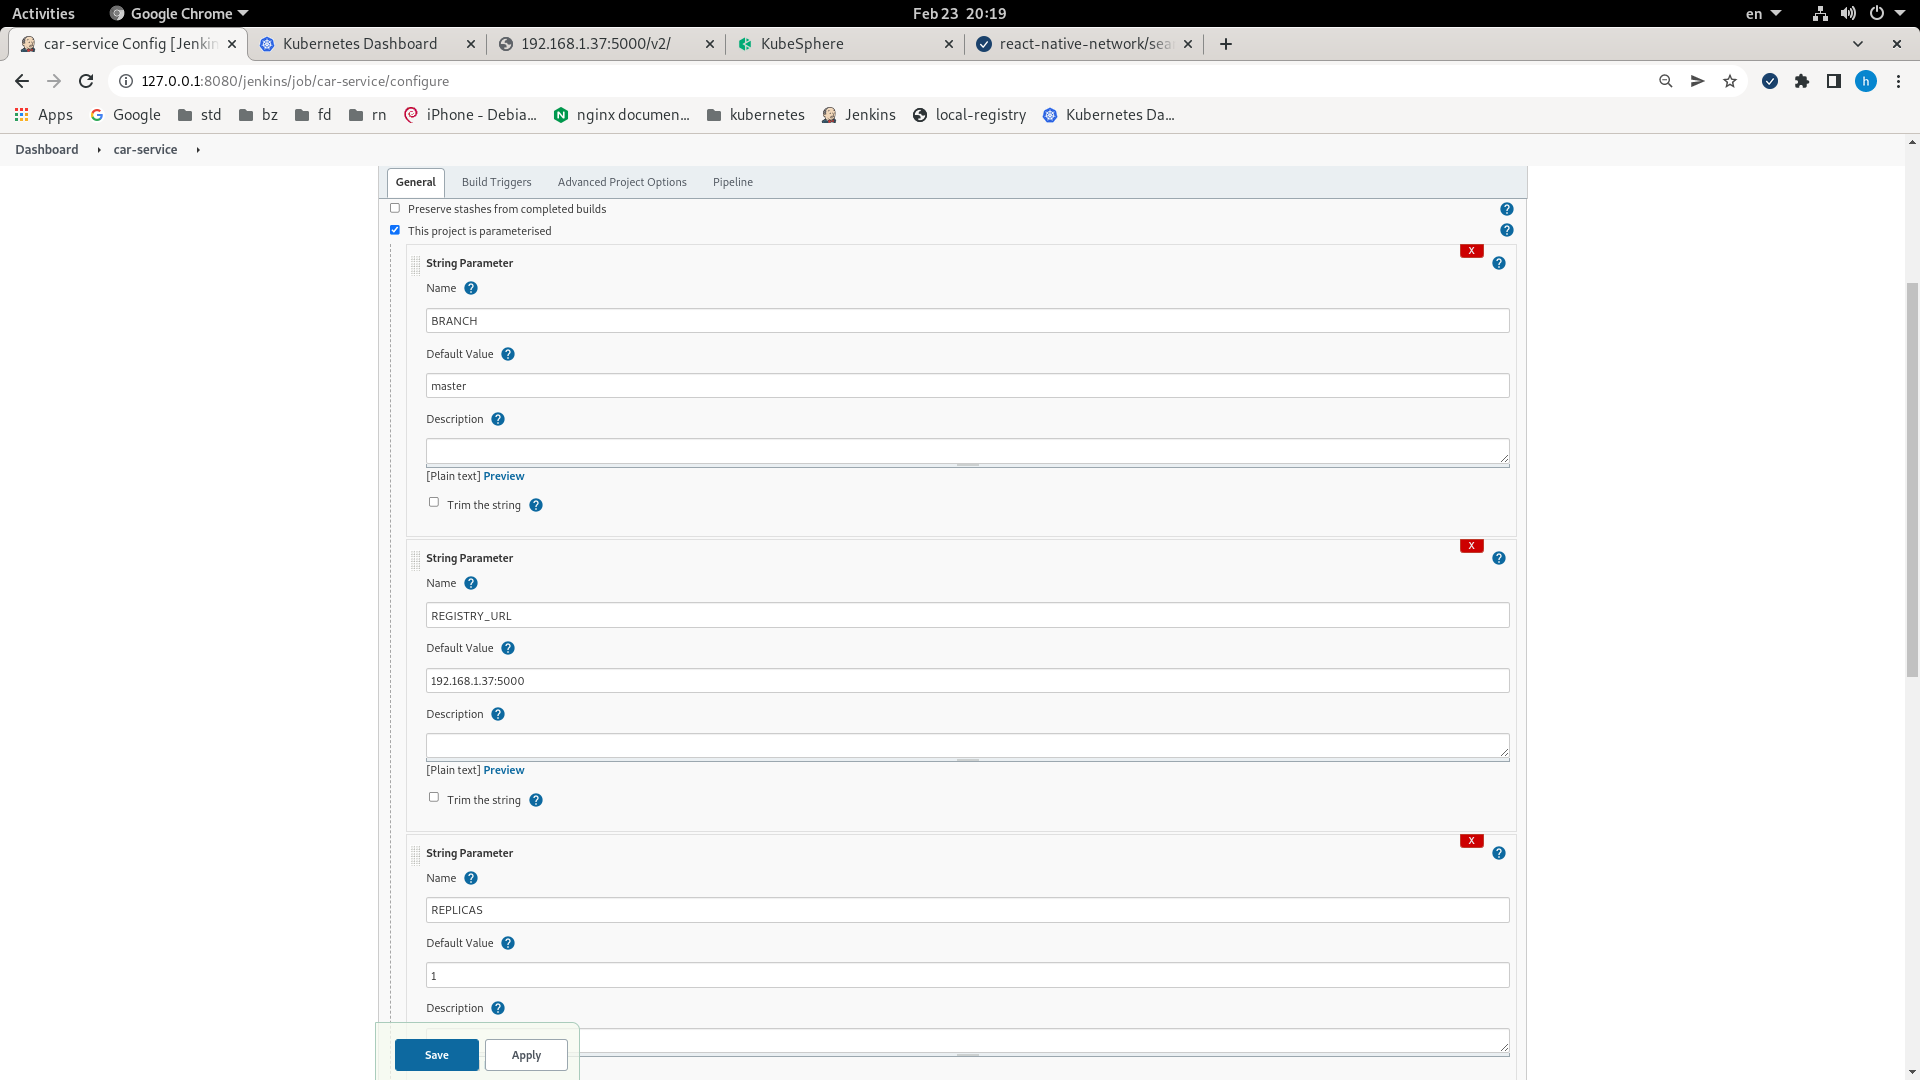 Activities Google Chrome Feb 23 20:19 en
car-service Config [Jenkin Kubernetes Dashboard 192.168.1.37:5000/v2/ KubeSphere react-native-network/sea
127.0.0.1:8080/jenkins/job/car-service/configure h
Apps Google std bz fd rn iPhone - Debia... nginx documen... kubernetes Jenkins local-registry Kubernetes Da...
Dashboard car-service
General Build Triggers Advanced Project Options Pipeline
Preserve stashes from completed builds ?
This project is parameterised ?
X
String Parameter ?
Name ?
BRANCH
Default Value ?
master
Description ?
[Plain text] Preview
Trim the string ?
X
String Parameter ?
Name ?
REGISTRY_URL
Default Value ?
192.168.1.37:5000
Description ?
[Plain text] Preview
Trim the string ?
X
String Parameter ?
Name ?
REPLICAS
Default Value ?
1
Description ?
Save Apply